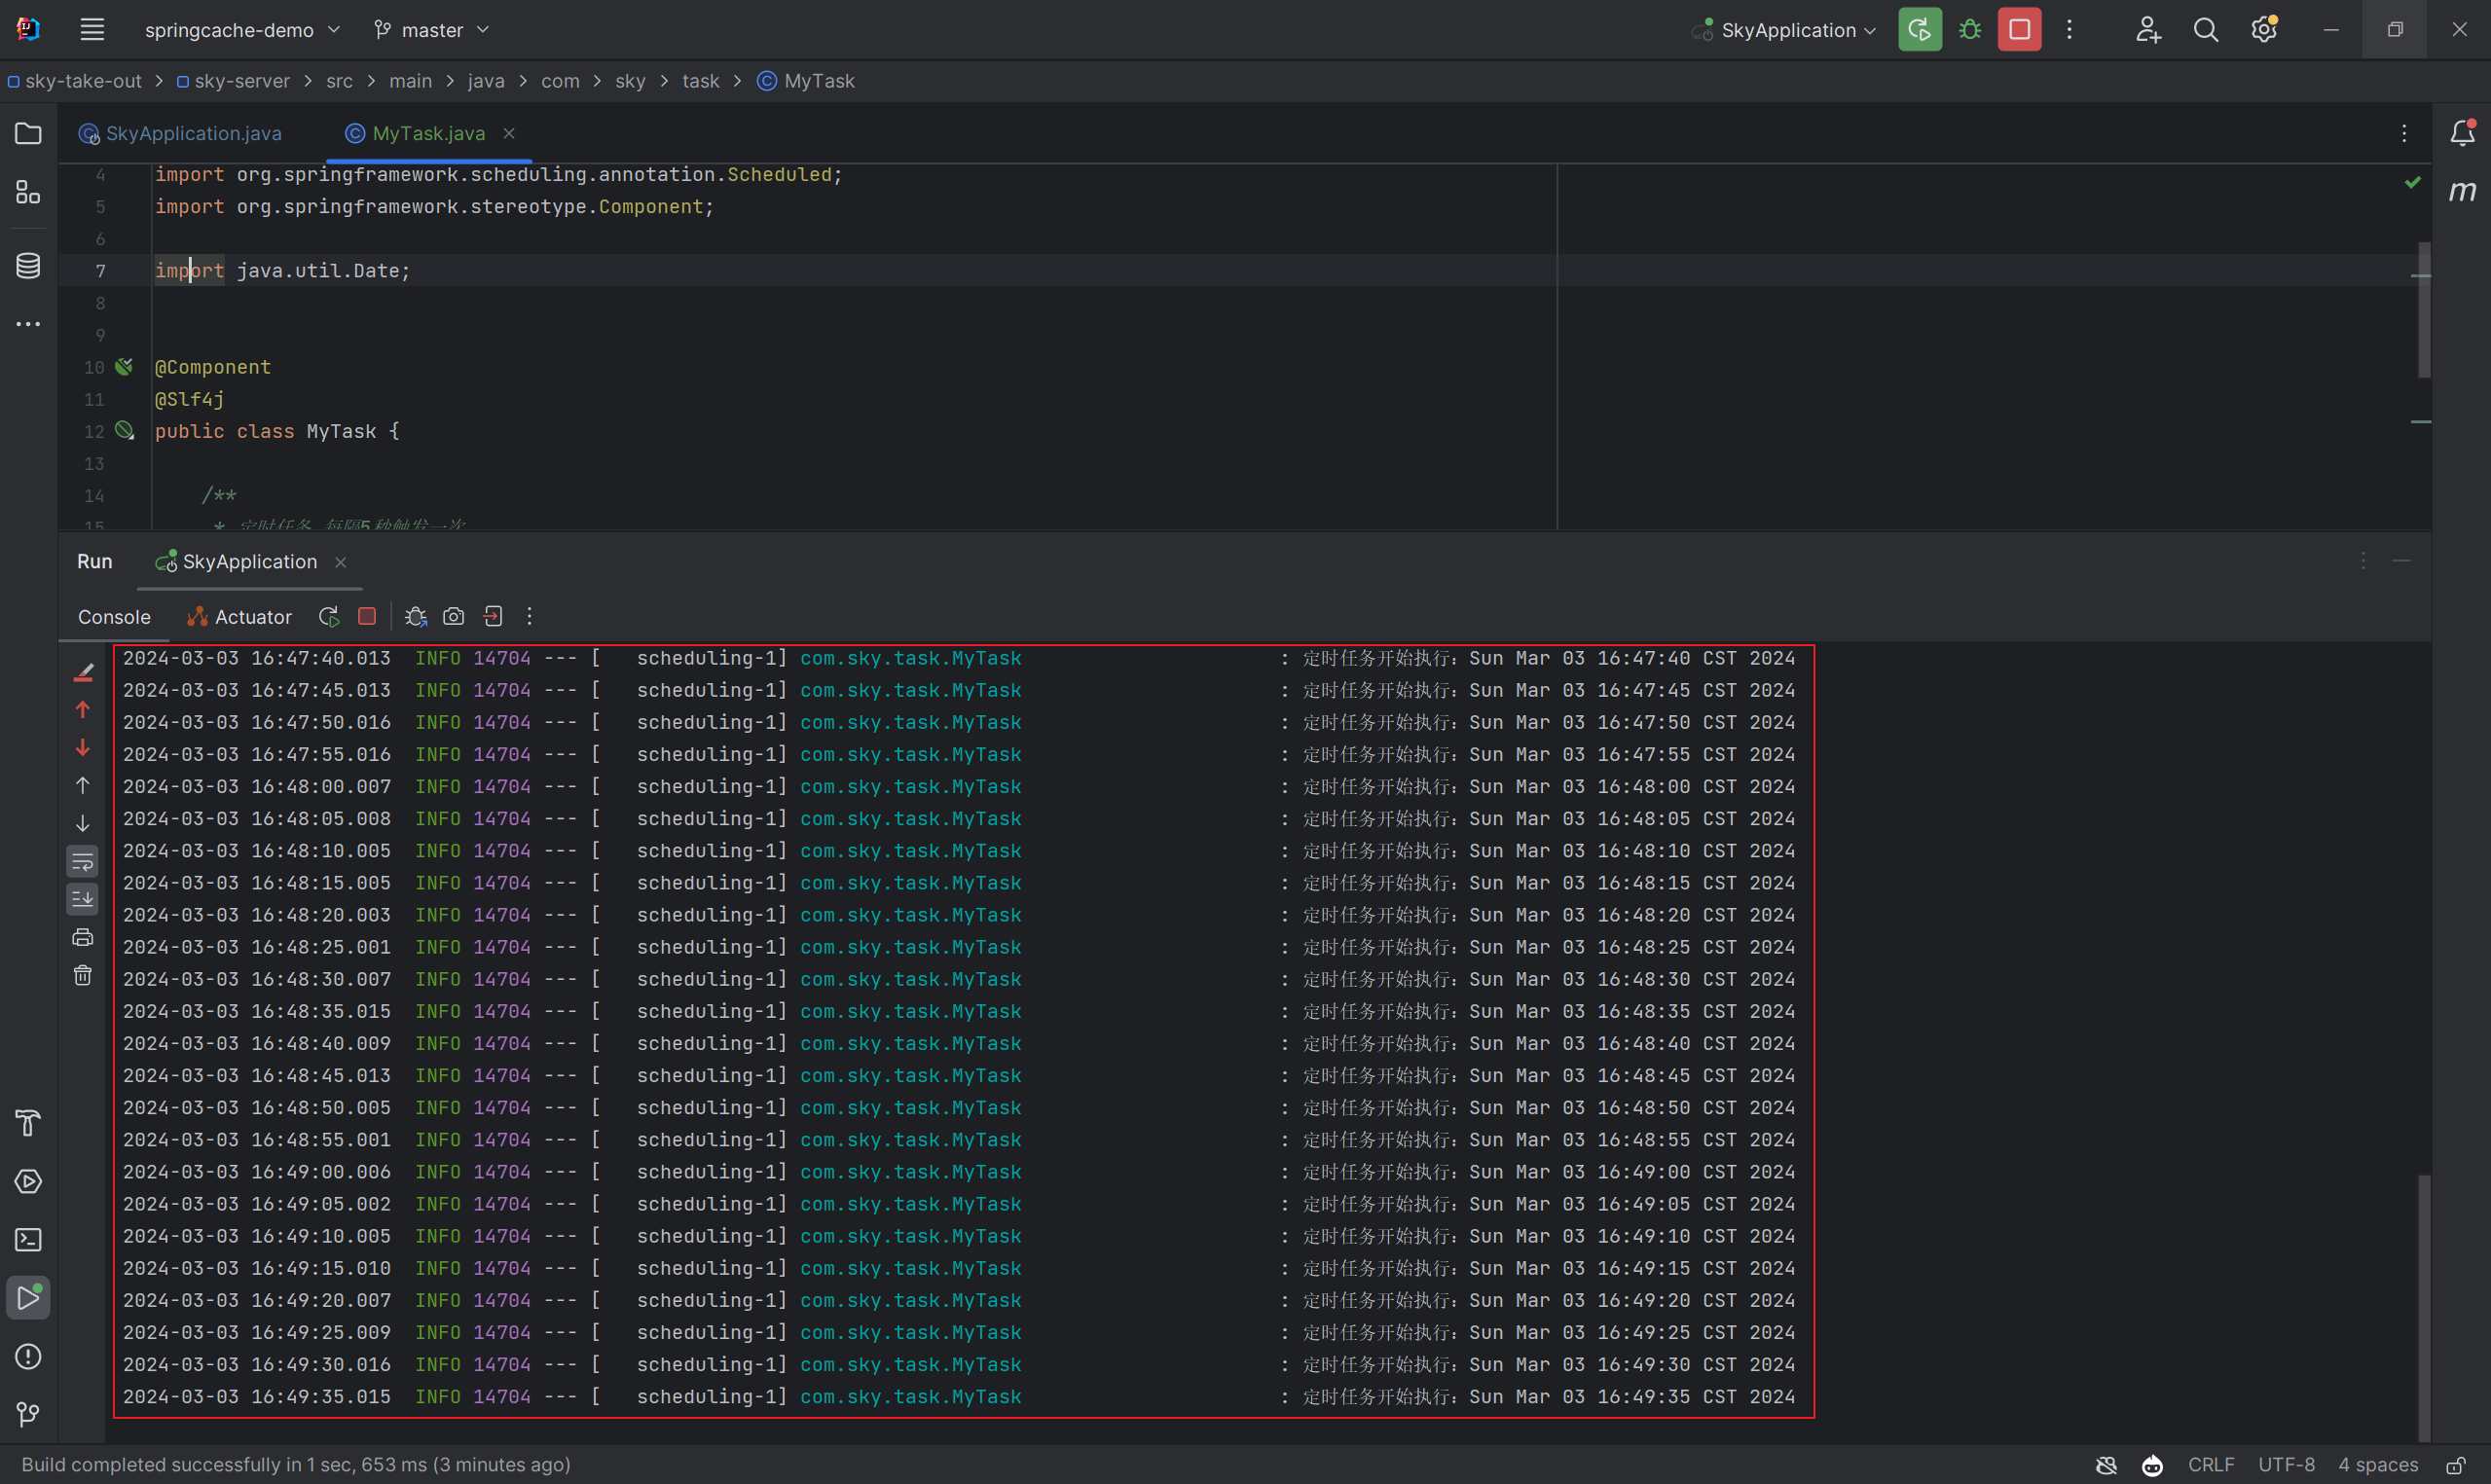 springcache-demo master SkyApplication
sky-take-out > sky-server > src > main > java > com > sky > task > MyTask
SkyApplication.java MyTask.java
4 import org.springframework.scheduling.annotation.Scheduled;
5 import org.springframework.stereotype.Component;
6
7 import java.util.Date;
8
9
10 @Component
11 @Slf4j
12 public class MyTask {
13
14 /**
15 * 定时任务 每隔5秒触发一次
Run SkyApplication
Console Actuator
2024-03-03 16:47:40.013 INFO 14704 --- [ scheduling-1] com.sky.task.MyTask : 定时任务开始执行：Sun Mar 03 16:47:40 CST 2024
2024-03-03 16:47:45.013 INFO 14704 --- [ scheduling-1] com.sky.task.MyTask : 定时任务开始执行：Sun Mar 03 16:47:45 CST 2024
2024-03-03 16:47:50.016 INFO 14704 --- [ scheduling-1] com.sky.task.MyTask : 定时任务开始执行：Sun Mar 03 16:47:50 CST 2024
2024-03-03 16:47:55.016 INFO 14704 --- [ scheduling-1] com.sky.task.MyTask : 定时任务开始执行：Sun Mar 03 16:47:55 CST 2024
2024-03-03 16:48:00.007 INFO 14704 --- [ scheduling-1] com.sky.task.MyTask : 定时任务开始执行：Sun Mar 03 16:48:00 CST 2024
2024-03-03 16:48:05.008 INFO 14704 --- [ scheduling-1] com.sky.task.MyTask : 定时任务开始执行：Sun Mar 03 16:48:05 CST 2024
2024-03-03 16:48:10.005 INFO 14704 --- [ scheduling-1] com.sky.task.MyTask : 定时任务开始执行：Sun Mar 03 16:48:10 CST 2024
2024-03-03 16:48:15.005 INFO 14704 --- [ scheduling-1] com.sky.task.MyTask : 定时任务开始执行：Sun Mar 03 16:48:15 CST 2024
2024-03-03 16:48:20.003 INFO 14704 --- [ scheduling-1] com.sky.task.MyTask : 定时任务开始执行：Sun Mar 03 16:48:20 CST 2024
2024-03-03 16:48:25.001 INFO 14704 --- [ scheduling-1] com.sky.task.MyTask : 定时任务开始执行：Sun Mar 03 16:48:25 CST 2024
2024-03-03 16:48:30.007 INFO 14704 --- [ scheduling-1] com.sky.task.MyTask : 定时任务开始执行：Sun Mar 03 16:48:30 CST 2024
2024-03-03 16:48:35.015 INFO 14704 --- [ scheduling-1] com.sky.task.MyTask : 定时任务开始执行：Sun Mar 03 16:48:35 CST 2024
2024-03-03 16:48:40.009 INFO 14704 --- [ scheduling-1] com.sky.task.MyTask : 定时任务开始执行：Sun Mar 03 16:48:40 CST 2024
2024-03-03 16:48:45.013 INFO 14704 --- [ scheduling-1] com.sky.task.MyTask : 定时任务开始执行：Sun Mar 03 16:48:45 CST 2024
2024-03-03 16:48:50.005 INFO 14704 --- [ scheduling-1] com.sky.task.MyTask : 定时任务开始执行：Sun Mar 03 16:48:50 CST 2024
2024-03-03 16:48:55.001 INFO 14704 --- [ scheduling-1] com.sky.task.MyTask : 定时任务开始执行：Sun Mar 03 16:48:55 CST 2024
2024-03-03 16:49:00.006 INFO 14704 --- [ scheduling-1] com.sky.task.MyTask : 定时任务开始执行：Sun Mar 03 16:49:00 CST 2024
2024-03-03 16:49:05.002 INFO 14704 --- [ scheduling-1] com.sky.task.MyTask : 定时任务开始执行：Sun Mar 03 16:49:05 CST 2024
2024-03-03 16:49:10.005 INFO 14704 --- [ scheduling-1] com.sky.task.MyTask : 定时任务开始执行：Sun Mar 03 16:49:10 CST 2024
2024-03-03 16:49:15.010 INFO 14704 --- [ scheduling-1] com.sky.task.MyTask : 定时任务开始执行：Sun Mar 03 16:49:15 CST 2024
2024-03-03 16:49:20.007 INFO 14704 --- [ scheduling-1] com.sky.task.MyTask : 定时任务开始执行：Sun Mar 03 16:49:20 CST 2024
2024-03-03 16:49:25.009 INFO 14704 --- [ scheduling-1] com.sky.task.MyTask : 定时任务开始执行：Sun Mar 03 16:49:25 CST 2024
2024-03-03 16:49:30.016 INFO 14704 --- [ scheduling-1] com.sky.task.MyTask : 定时任务开始执行：Sun Mar 03 16:49:30 CST 2024
2024-03-03 16:49:35.015 INFO 14704 --- [ scheduling-1] com.sky.task.MyTask : 定时任务开始执行：Sun Mar 03 16:49:35 CST 2024
Build completed successfully in 1 sec, 653 ms (3 minutes ago) CRLF UTF-8 4 spaces